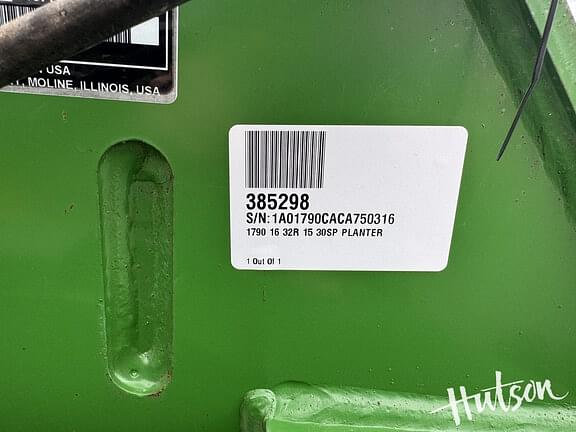 USA
MOLINE, ILLINOIS, USA
385298
S/N:1A01790CACA750316
1790 16 32R 15 30SP PLANTER
1 Out Of 1
Hutson